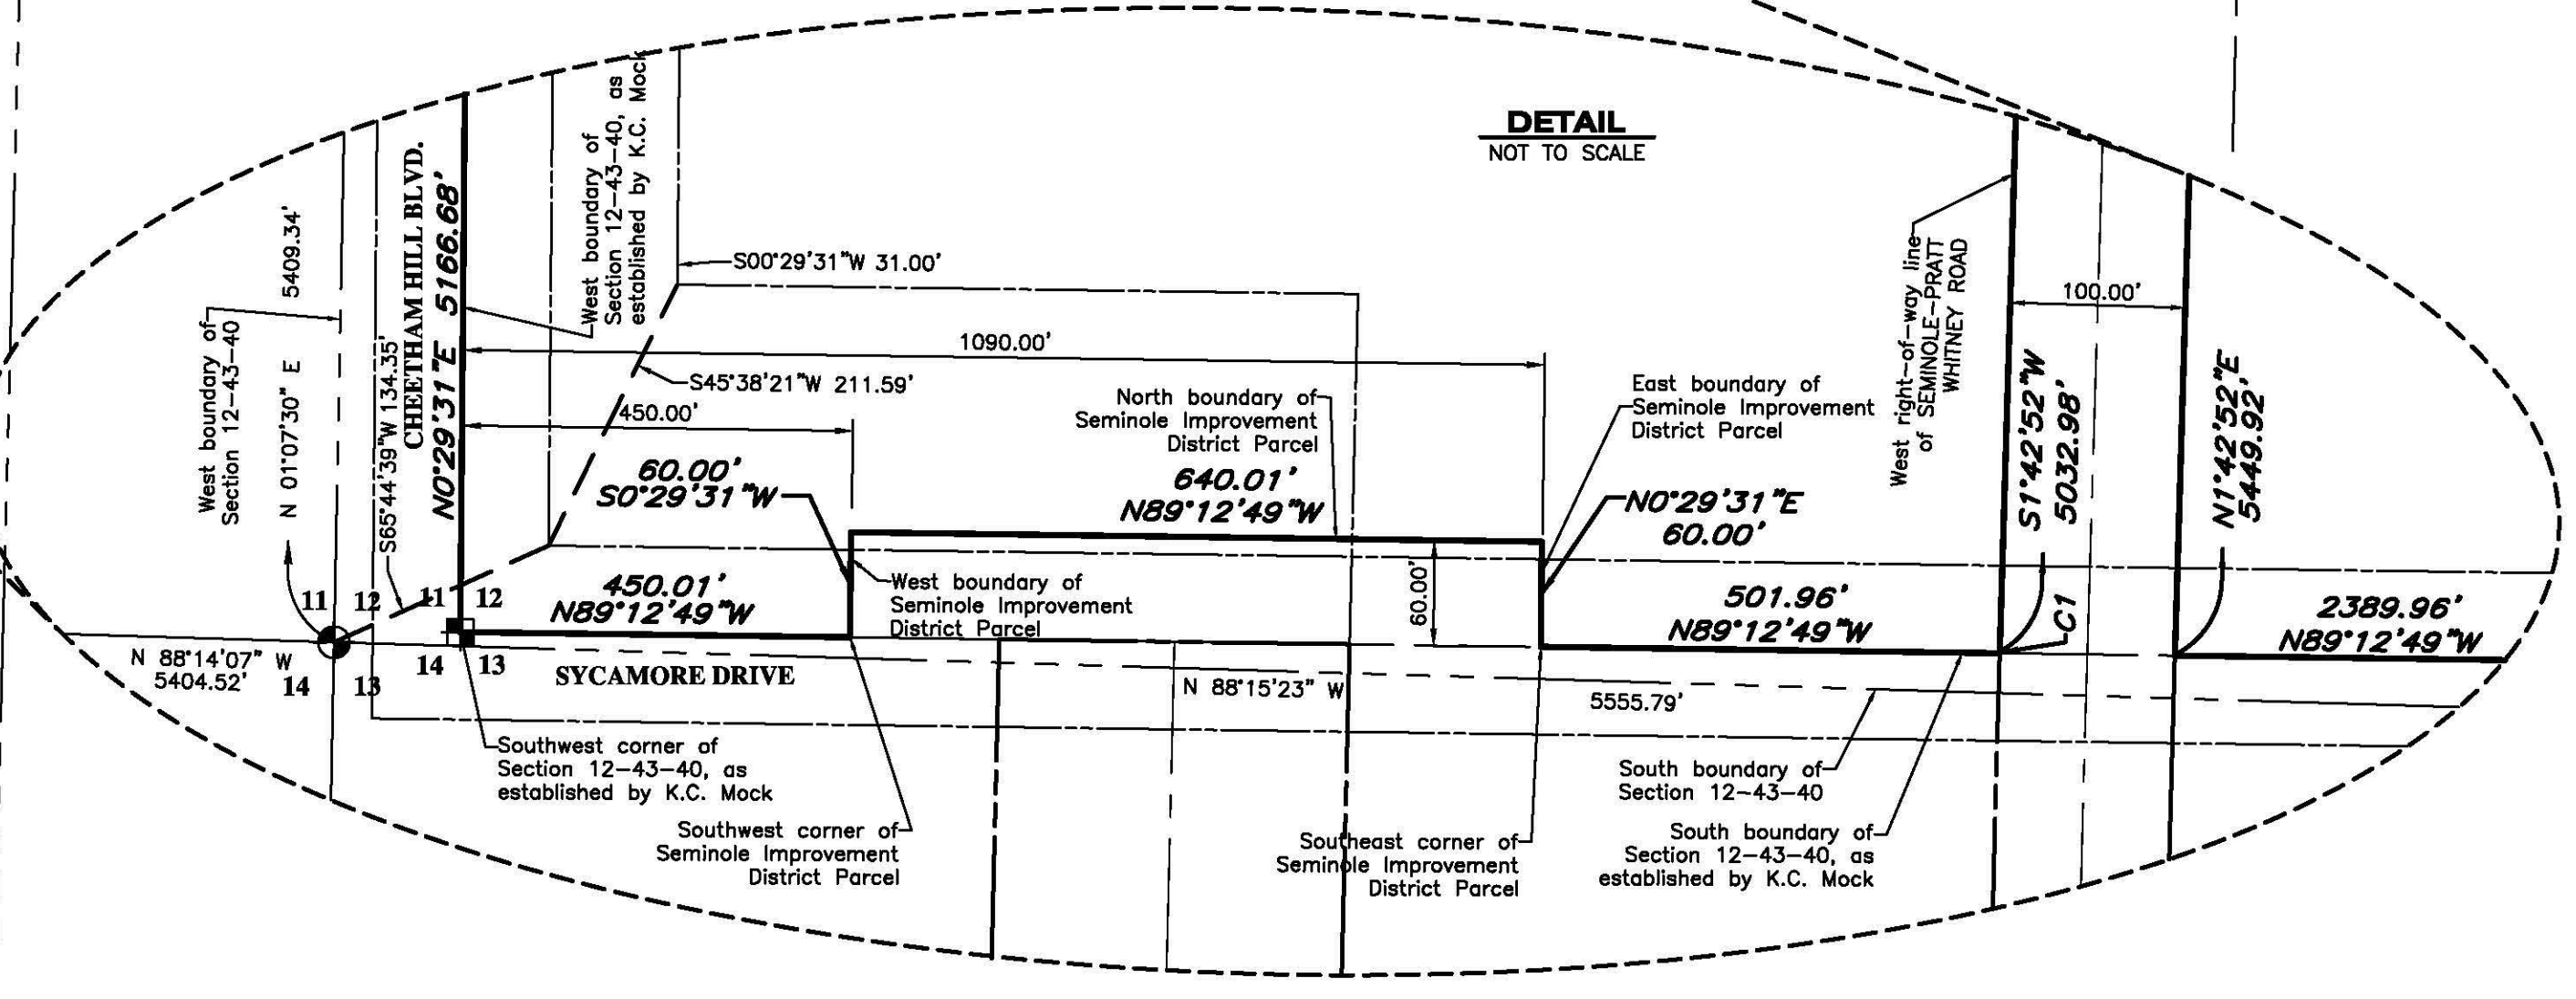 DETAIL
NOT TO SCALE
West boundary of
Section 12-43-40
N 01°07'30" E 5409.34'
S65°44'39"W 134.35'
CHEETHAM HILL BLVD.
N0°29'31"E 5166.68'
West boundary of
Section 12-43-40, as
established by K.C. Mock
S00°29'31"W 31.00'
1090.00'
S45°38'21"W 211.59'
450.00'
60.00'
S0°29'31"W
North boundary of
Seminole Improvement
District Parcel
640.01'
N89°12'49"W
East boundary of
Seminole Improvement
District Parcel
N0°29'31"E
60.00'
West right-of-way line
of SEMINOLE-PRATT
WHITNEY ROAD
100.00'
S1°42'52"W
5032.98'
N1°42'52"E
5449.92'
11 12 11 12
450.01'
N89°12'49"W
West boundary of
Seminole Improvement
District Parcel
60.00'
501.96'
N89°12'49"W
C1
2389.96'
N89°12'49"W
N 88°14'07" W
5404.52'
14 13
14 13
SYCAMORE DRIVE
N 88°15'23" W
5555.79'
Southwest corner of
Section 12-43-40, as
established by K.C. Mock
Southwest corner of
Seminole Improvement
District Parcel
Southeast corner of
Seminole Improvement
District Parcel
South boundary of
Section 12-43-40
South boundary of
Section 12-43-40, as
established by K.C. Mock